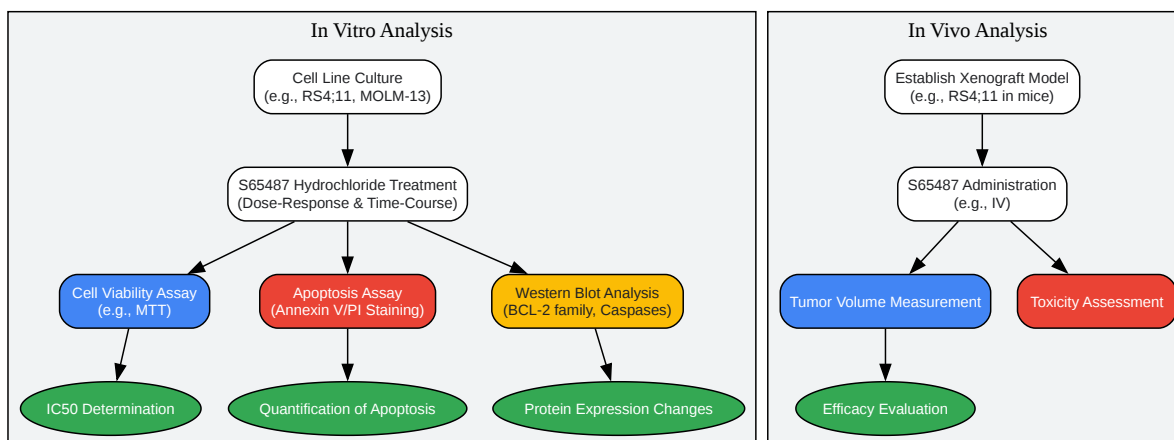 In Vitro Analysis
Cell Line Culture
(e.g., RS4;11, MOLM-13)
S65487 Hydrochloride Treatment
(Dose-Response & Time-Course)
Cell Viability Assay
(e.g., MTT)
Apoptosis Assay
(Annexin V/PI Staining)
Western Blot Analysis
(BCL-2 family, Caspases)
IC50 Determination
Quantification of Apoptosis
Protein Expression Changes
In Vivo Analysis
Establish Xenograft Model
(e.g., RS4;11 in mice)
S65487 Administration
(e.g., IV)
Tumor Volume Measurement
Toxicity Assessment
Efficacy Evaluation